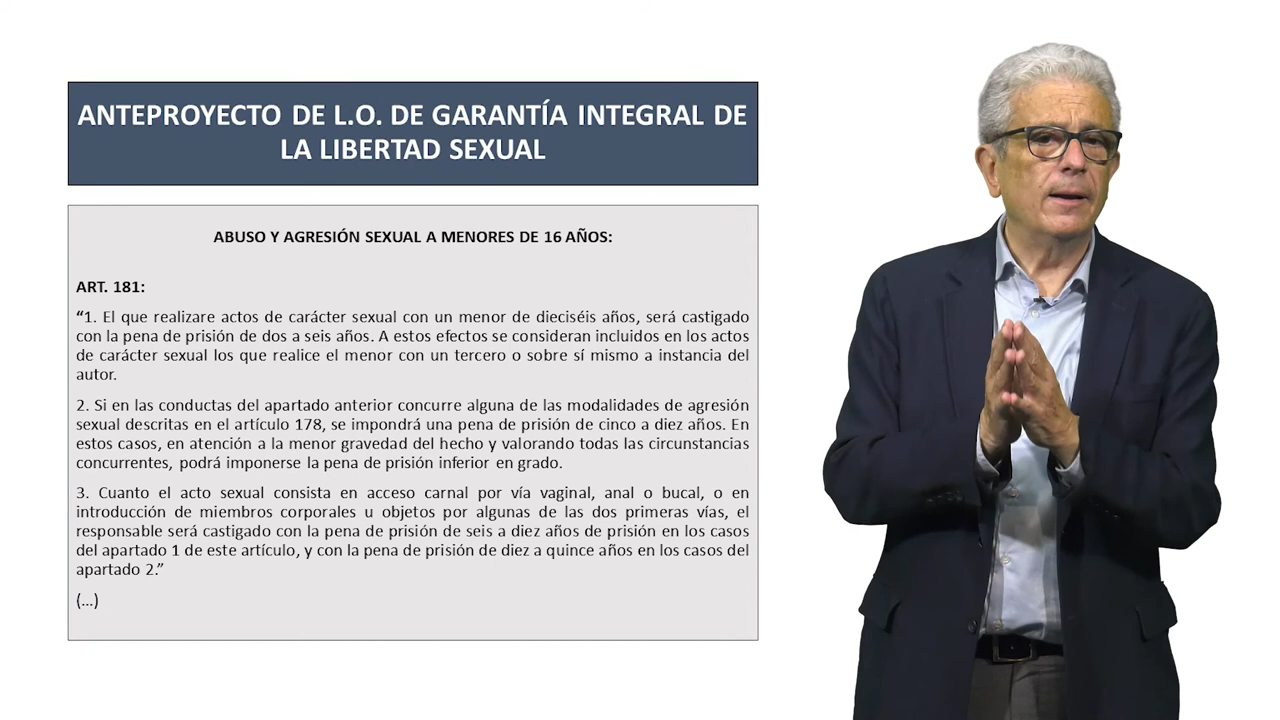 ANTEPROYECTO DE L.O. DE GARANTÍA INTEGRAL DE
LA LIBERTAD SEXUAL
ABUSO Y AGRESIÓN SEXUAL A MENORES DE 16 AÑOS:
ART. 181:
“1. El que realizare actos de carácter sexual con un menor de dieciséis años, será castigado
con la pena de prisión de dos a seis años. A estos efectos se consideran incluidos en los actos
de carácter sexual los que realice el menor con un tercero o sobre sí mismo a instancia del
autor.
2. Si en las conductas del apartado anterior concurre alguna de las modalidades de agresión
sexual descritas en el artículo 178, se impondrá una pena de prisión de cinco a diez años. En
estos casos, en atención a la menor gravedad del hecho y valorando todas las circunstancias
concurrentes, podrá imponerse la pena de prisión inferior en grado.
3. Cuanto el acto sexual consista en acceso carnal por vía vaginal, anal o bucal, o en
introducción de miembros corporales u objetos por algunas de las dos primeras vías, el
responsable será castigado con la pena de prisión de seis a diez años de prisión en los casos
del apartado 1 de este artículo, y con la pena de prisión de diez a quince años en los casos del
apartado 2.”
(...)